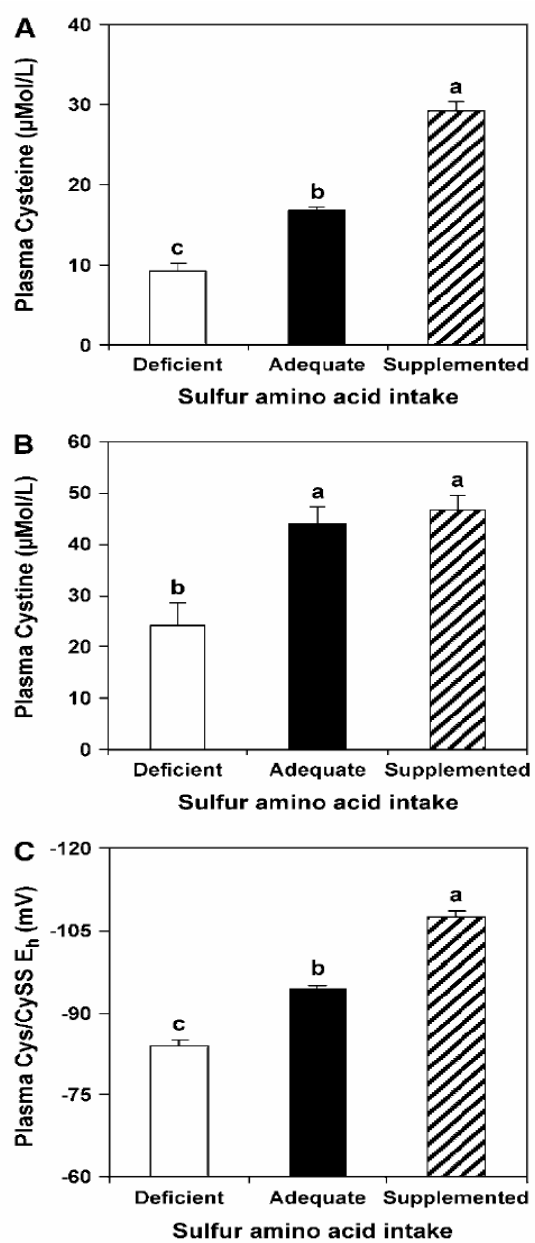 A
Plasma Cysteine (µMol/L)
40
30
20
10
0
a
b
c
Deficient Adequate Supplemented
Sulfur amino acid intake
B
Plasma Cystine (µMol/L)
60
50
40
30
20
10
0
a
a
b
Deficient Adequate Supplemented
Sulfur amino acid intake
C
Plasma Cys/CySS Eh (mV)
-120
-105
-90
-75
-60
a
b
c
Deficient Adequate Supplemented
Sulfur amino acid intake